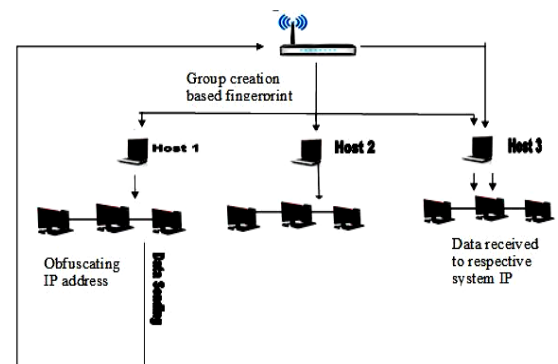 Group creation
based fingerprint
Host 1
Host 2
Host 3
Obfuscating
IP address
Data Sending
Data received
to respective
system IP